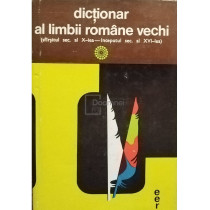 dicționar
al limbii române vechi
(sfîrșitul sec. al X-lea — începutul sec. al XVI-lea)
eer